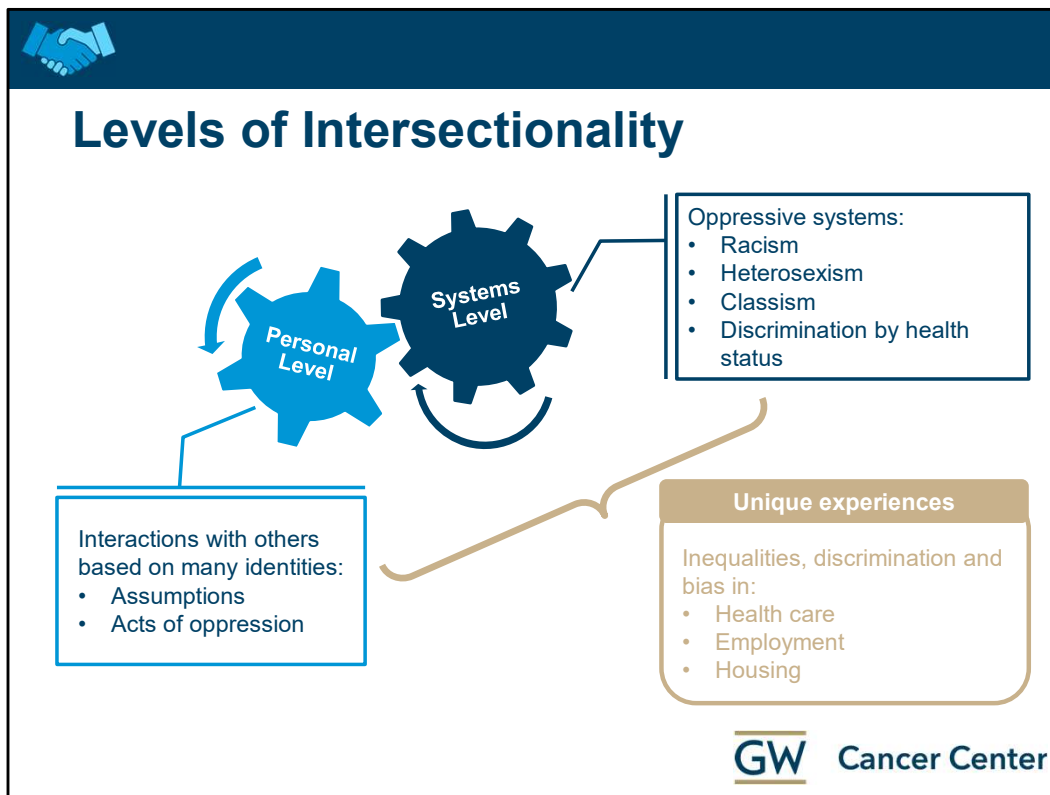 Levels of Intersectionality
Systems
Level
Personal
Level
Oppressive systems:
• Racism
• Heterosexism
• Classism
• Discrimination by health
status
Interactions with others
based on many identities:
• Assumptions
• Acts of oppression
Unique experiences
Inequalities, discrimination and
bias in:
• Health care
• Employment
• Housing
GW Cancer Center